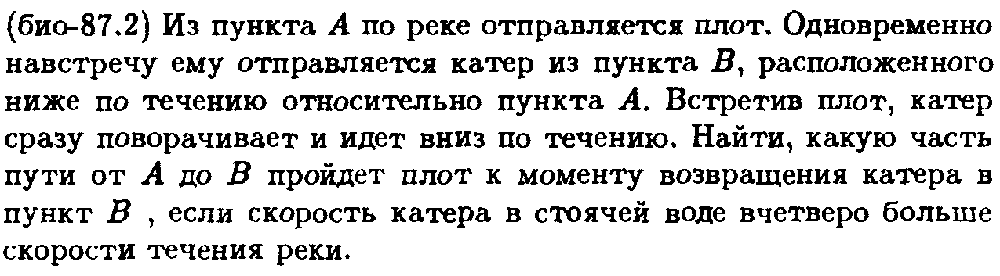 (био-87.2) Из пункта A по реке отправляется плот. Одновременно
навстречу ему отправляется катер из пункта B, расположенного
ниже по течению относительно пункта A. Встретив плот, катер
сразу поворачивает и идет вниз по течению. Найти, какую часть
пути от A до B пройдет плот к моменту возвращения катера в
пункт B , если скорость катера в стоячей воде вчетверо больше
скорости течения реки.